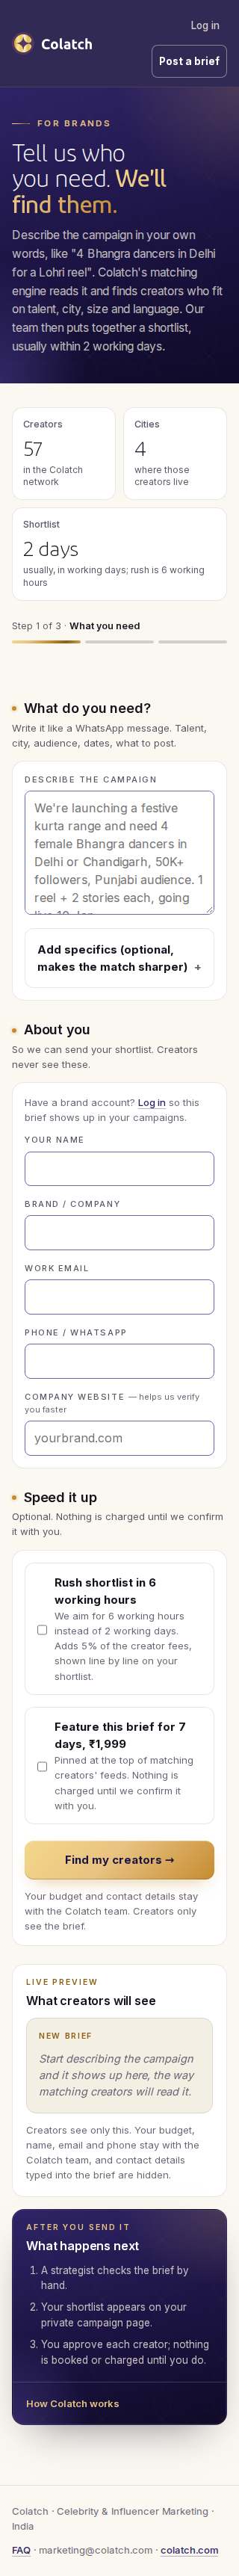 Log in
Colatch
Post a brief
FOR BRANDS
Tell us who
you need. We'll
find them.
Describe the campaign in your own
words, like "4 Bhangra dancers in Delhi
for a Lohri reel". Colatch's matching
engine reads it and finds creators who fit
on talent, city, size and language. Our
team then puts together a shortlist,
usually within 2 working days.
Creators
57
in the Colatch
network
Cities
4
where those
creators live
Shortlist
2 days
usually, in working days; rush is 6 working
hours
Step 1 of 3 · What you need
What do you need?
Write it like a WhatsApp message. Talent,
city, audience, dates, what to post.
DESCRIBE THE CAMPAIGN
We're launching a festive
kurta range and need 4
female Bhangra dancers in
Delhi or Chandigarh, 50K+
followers, Punjabi audience. 1
reel + 2 stories each, going
Add specifics (optional,
makes the match sharper) +
About you
So we can send your shortlist. Creators
never see these.
Have a brand account? Log in so this
brief shows up in your campaigns.
YOUR NAME
BRAND / COMPANY
WORK EMAIL
PHONE / WHATSAPP
COMPANY WEBSITE — helps us verify
you faster
yourbrand.com
Speed it up
Optional. Nothing is charged until we confirm
it with you.
Rush shortlist in 6
working hours
We aim for 6 working hours
instead of 2 working days.
Adds 5% of the creator fees,
shown line by line on your
shortlist.
Feature this brief for 7
days, ₹1,999
Pinned at the top of matching
creators' feeds. Nothing is
charged until we confirm it
with you.
Find my creators →
Your budget and contact details stay
with the Colatch team. Creators only
see the brief.
LIVE PREVIEW
What creators will see
NEW BRIEF
Start describing the campaign
and it shows up here, the way
matching creators will read it.
Creators see only this. Your budget,
name, email and phone stay with the
Colatch team, and contact details
typed into the brief are hidden.
AFTER YOU SEND IT
What happens next
1. A strategist checks the brief by
hand.
2. Your shortlist appears on your
private campaign page.
3. You approve each creator; nothing
is booked or charged until you do.
How Colatch works
Colatch · Celebrity & Influencer Marketing ·
India
FAQ · marketing@colatch.com · colatch.com